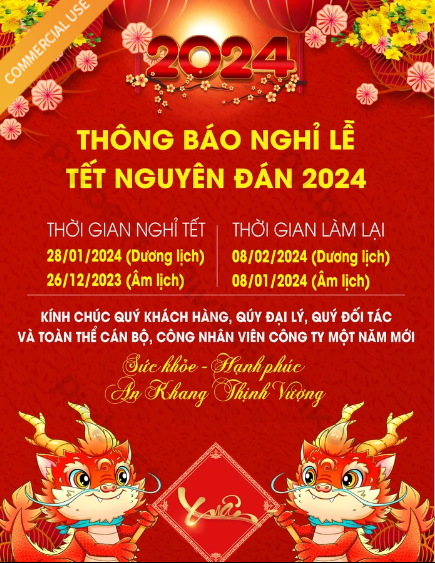 COMMERCIAL USE
2024
THÔNG BÁO NGHỈ LỄ
TẾT NGUYÊN ĐÁN 2024
THỜI GIAN NGHỈ TẾT
28/01/2024 (Dương lịch)
26/12/2023 (Âm lịch)
THỜI GIAN LÀM LẠI
08/02/2024 (Dương lịch)
08/01/2024 (Âm lịch)
KÍNH CHÚC QUÝ KHÁCH HÀNG, QÚY ĐẠI LÝ, QUÝ ĐỐI TÁC
VÀ TOÀN THỂ CÁN BỘ, CÔNG NHÂN VIÊN CÔNG TY MỘT NĂM MỚI
Sức khỏe - Hạnh phúc
An Khang Thịnh Vượng
Xuân